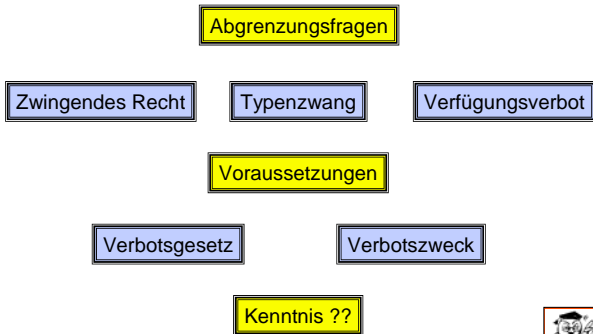 Abgrenzungsfragen
Zwingendes Recht Typenzwang Verfügungsverbot
Voraussetzungen
Verbotsgesetz Verbotszweck
Kenntnis ??